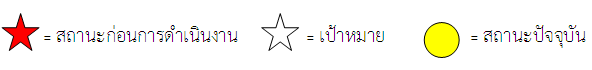 = สถานะก่อนการดำเนินงาน = เป้าหมาย = สถานะปัจจุบัน